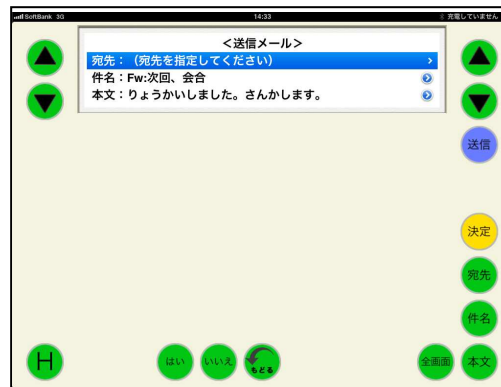 SoftBank 3G 14:33 充電していません
<送信メール>
宛先：（宛先を指定してください）
件名：Fw:次回、会合
本文：りょうかいしました。さんかします。
送信
決定
宛先
件名
H はい いいえ もどる 全画面 本文